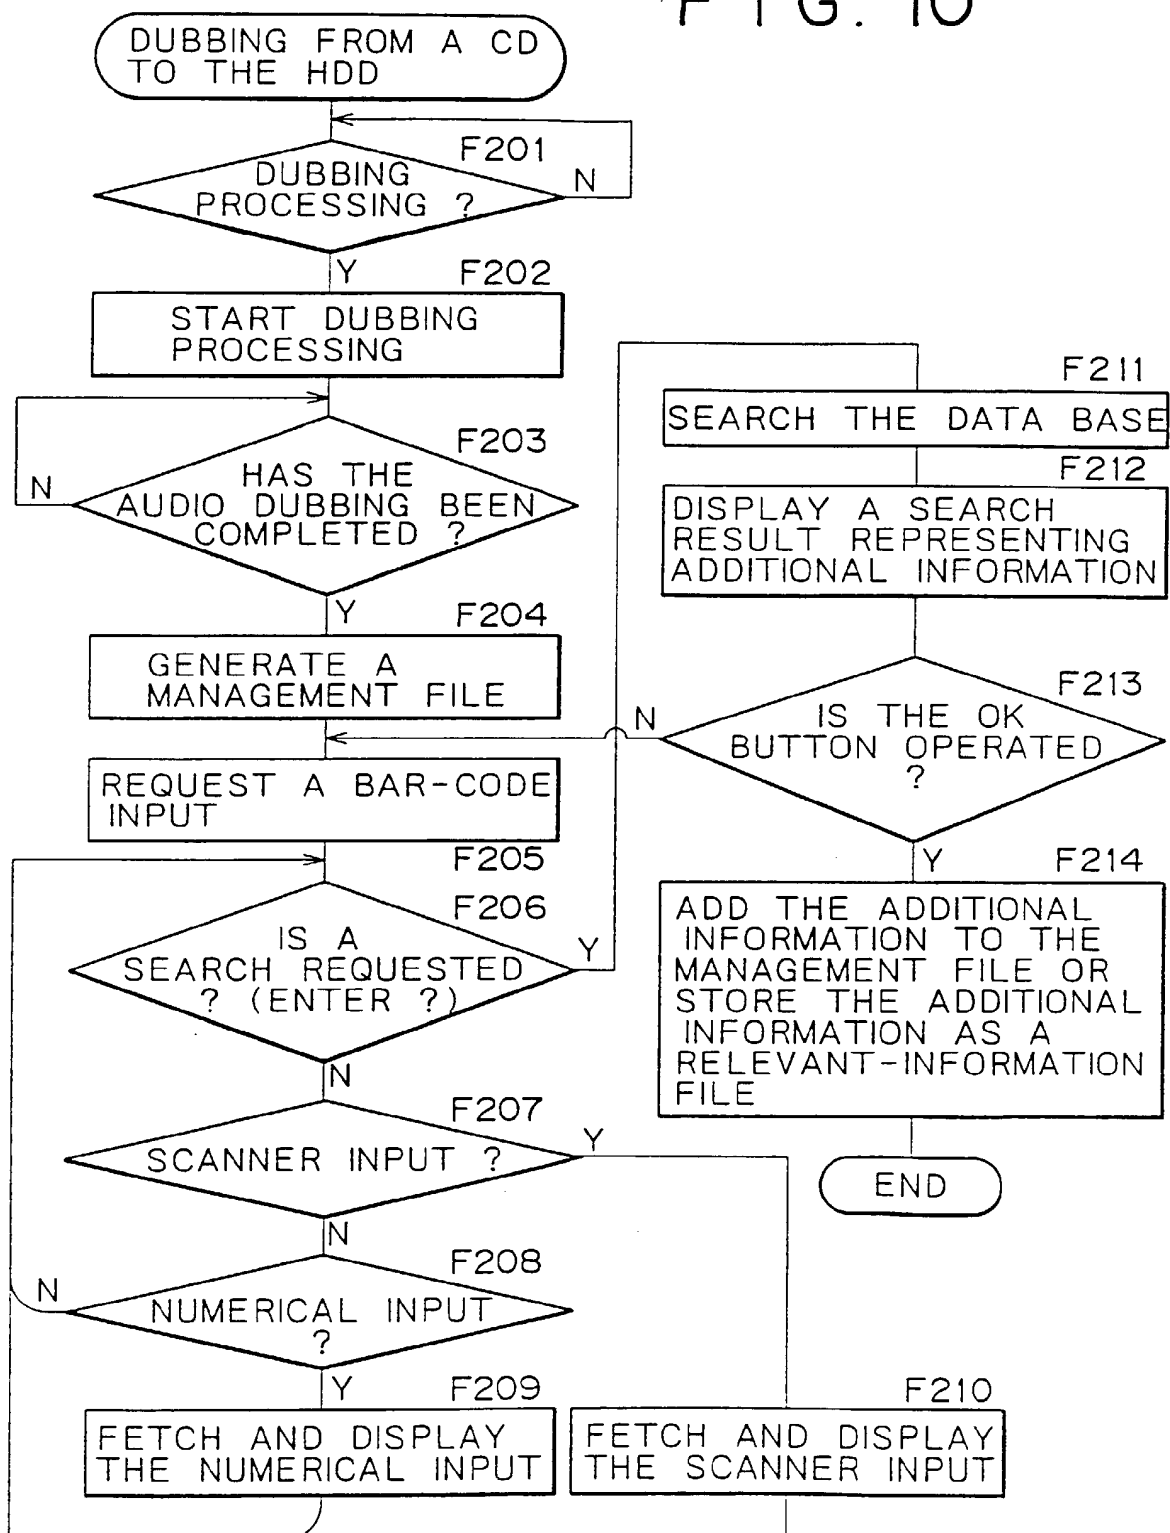 FIG. 10
DUBBING FROM A CD
TO THE HDD
F201
DUBBING
PROCESSING ?
N
Y
F202
START DUBBING
PROCESSING
F203
HAS THE
AUDIO DUBBING BEEN
COMPLETED ?
N
Y
F204
GENERATE A
MANAGEMENT FILE
REQUEST A BAR-CODE
INPUT
F205
F206
IS A
SEARCH REQUESTED
? (ENTER ?)
Y
N
F207
SCANNER INPUT ?
Y
N
F208
NUMERICAL INPUT
?
N
Y
F209
FETCH AND DISPLAY
THE NUMERICAL INPUT
F210
FETCH AND DISPLAY
THE SCANNER INPUT
F211
SEARCH THE DATA BASE
F212
DISPLAY A SEARCH
RESULT REPRESENTING
ADDITIONAL INFORMATION
F213
IS THE OK
BUTTON OPERATED
?
N
Y
F214
ADD THE ADDITIONAL
INFORMATION TO THE
MANAGEMENT FILE OR
STORE THE ADDITIONAL
INFORMATION AS A
RELEVANT-INFORMATION
FILE
END